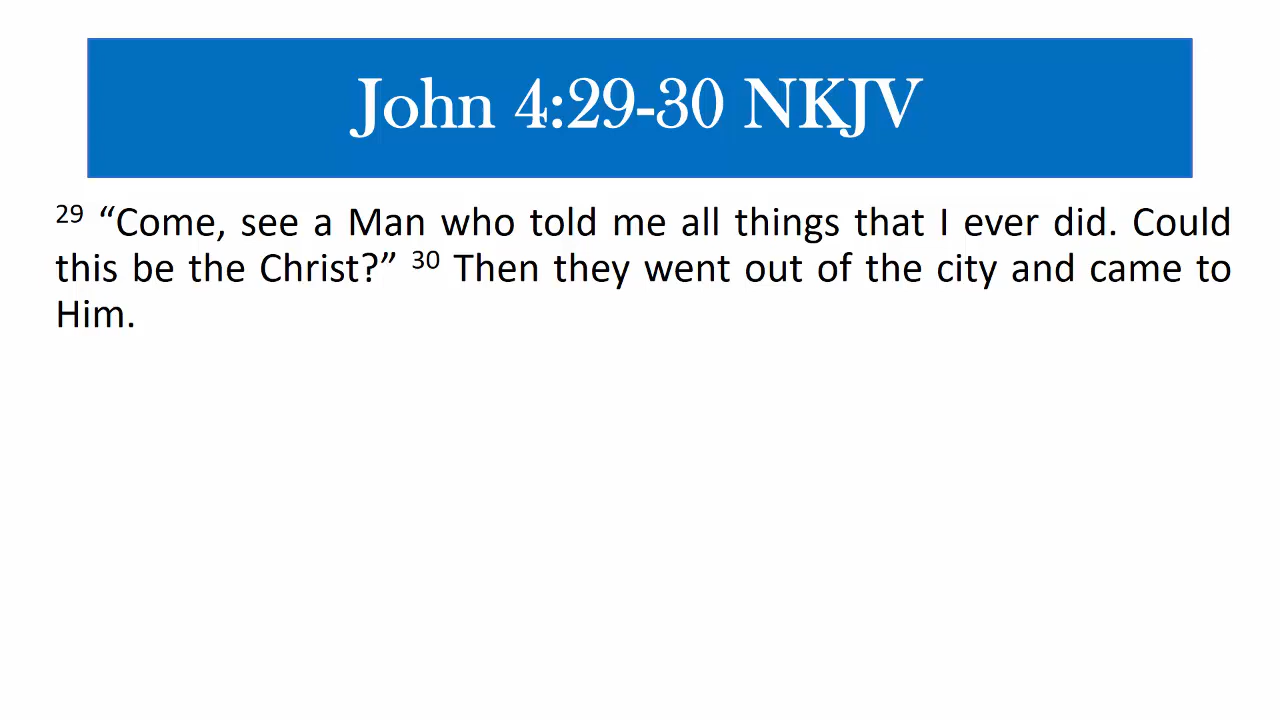 John 4:29-30 NKJV
29 “Come, see a Man who told me all things that I ever did. Could
this be the Christ?” 30 Then they went out of the city and came to
Him.